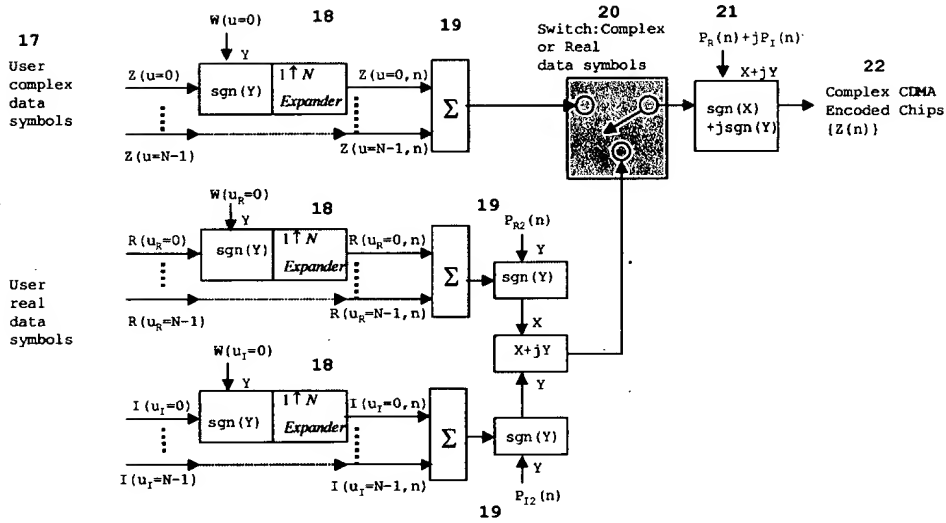 17
User
complex
data
symbols
W(u=0)
18
Y
Z(u=0)
sgn(Y)
1↑N
Expander
Z(u=0,n)
Z(u=N-1)
Z(u=N-1,n)
19
Σ
20
Switch:Complex
or Real
data symbols
21
P_R(n)+jP_I(n)
X+jY
sgn(X)
+jsgn(Y)
22
Complex CDMA
Encoded Chips
{Z(n)}
User
real
data
symbols
W(u_R=0)
18
Y
R(u_R=0)
sgn(Y)
1↑N
Expander
R(u_R=0,n)
R(u_R=N-1)
R(u_R=N-1,n)
19
Σ
P_R2(n)
Y
sgn(Y)
X
X+jY
Y
W(u_I=0)
18
Y
I(u_I=0)
sgn(Y)
1↑N
Expander
I(u_I=0,n)
I(u_I=N-1)
I(u_I=N-1,n)
Σ
sgn(Y)
Y
P_I2(n)
19